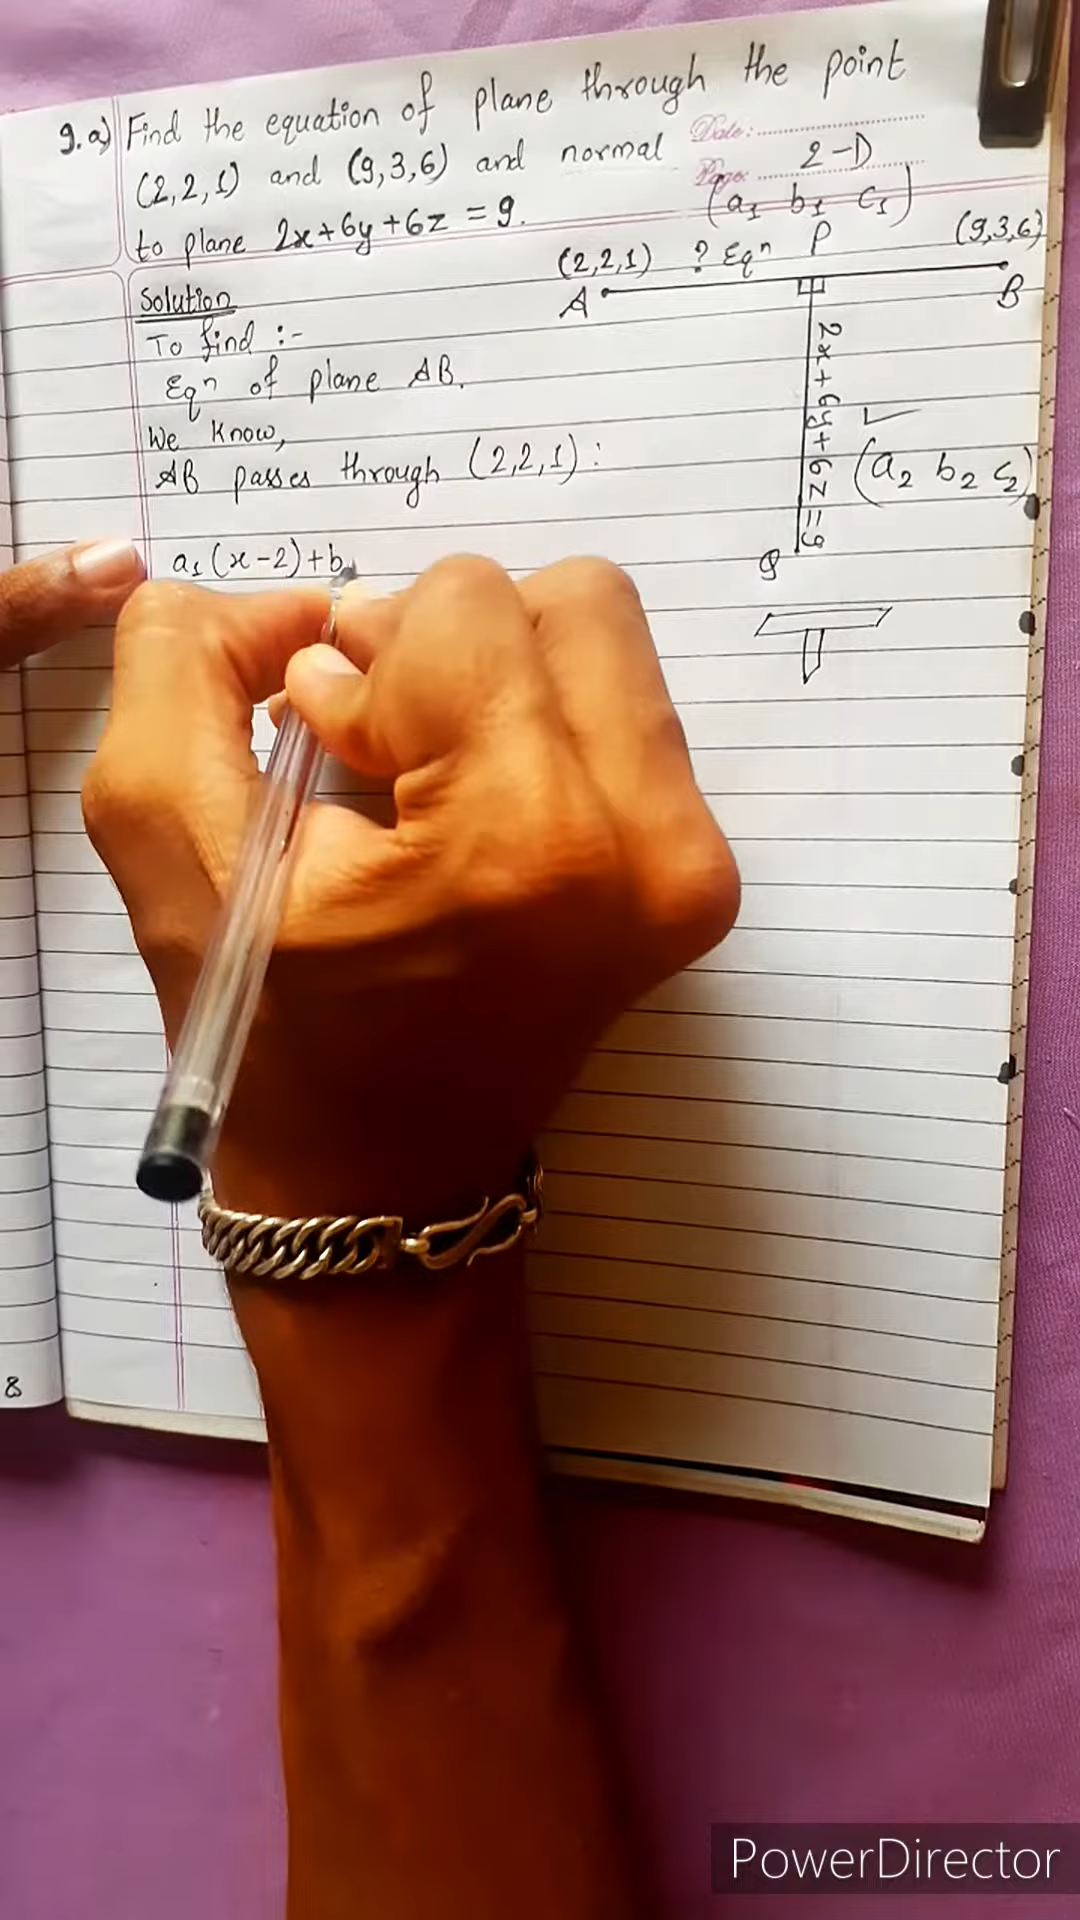 9.a) Find the equation of plane through the point
(2,2,1) and (9,3,6) and normal
to plane 2x+6y+6z = 9.
Date:
Page: 2-D
(a₁ b₁ c₁)
Solution
To find :-
Eqⁿ of plane AB.
We know,
AB passes through (2,2,1):
a₁(x-2)+b
(2,2,1) ? Eqⁿ P (9,3,6)
A B
2x+6y+6z=9
(a₂ b₂ c₂)
Q
8
PowerDirector